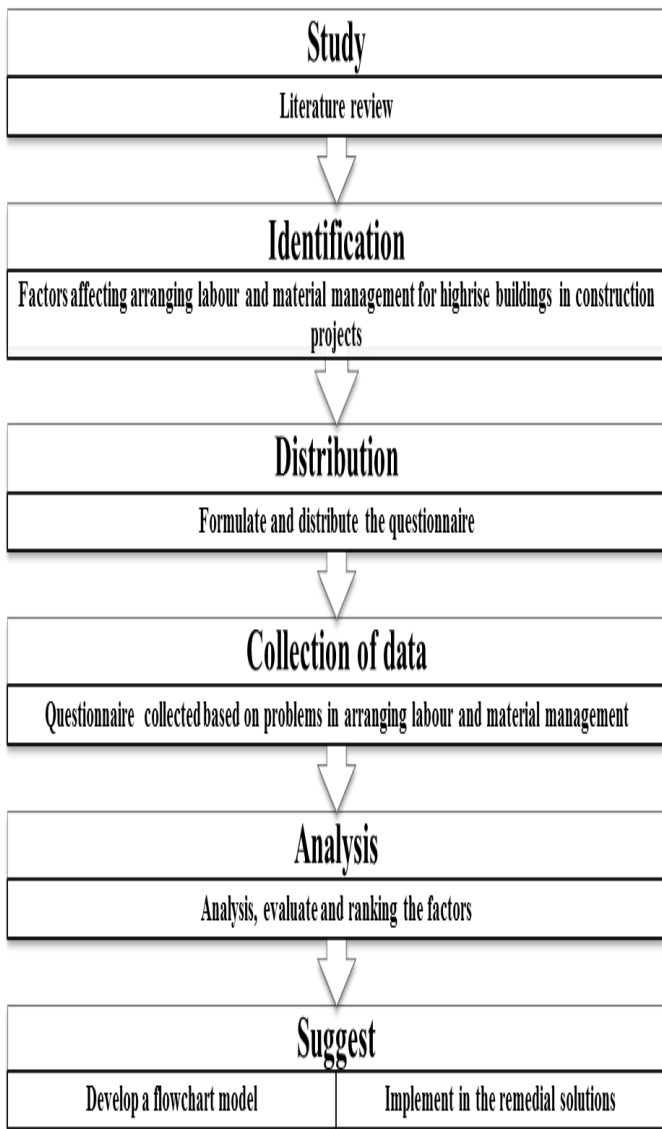 Study
Literature review
Identification
Factors affecting arranging labour and material management for highrise buildings in construction
projects
Distribution
Formulate and distribute the questionnaire
Collection of data
Questionnaire collected based on problems in arranging labour and material management
Analysis
Analysis, evaluate and ranking the factors
Suggest
Develop a flowchart model
Implement in the remedial solutions